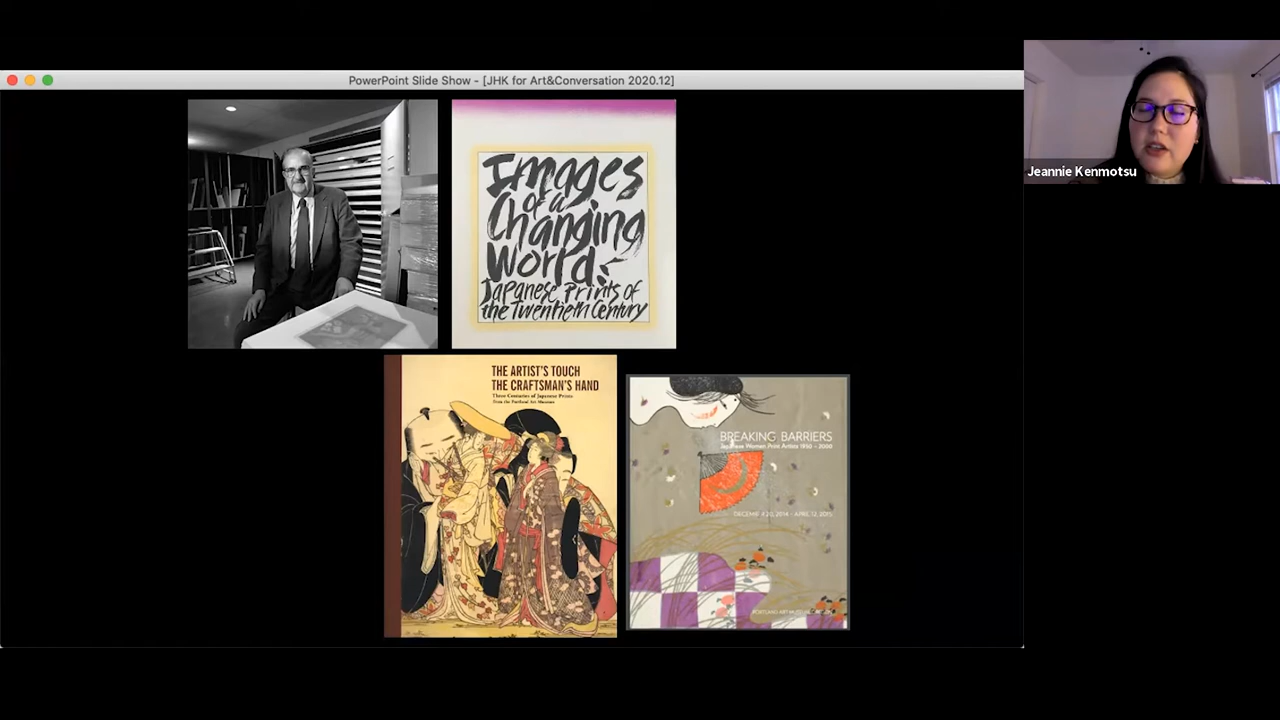 PowerPoint Slide Show - [JHK for Art&Conversation 2020.12]
Jeannie Kenmotsu
Images
of a
Changing
World:
Japanese Prints of
the Twentieth Century
THE ARTIST'S TOUCH
THE CRAFTSMAN'S HAND
Three Centuries of Japanese Prints
from the Portland Art Museum
BREAKING BARRIERS
Japanese Women Print Artists 1950 - 2000
DECEMBER 20, 2014 - APRIL 12, 2015
PORTLAND ART MUSEUM